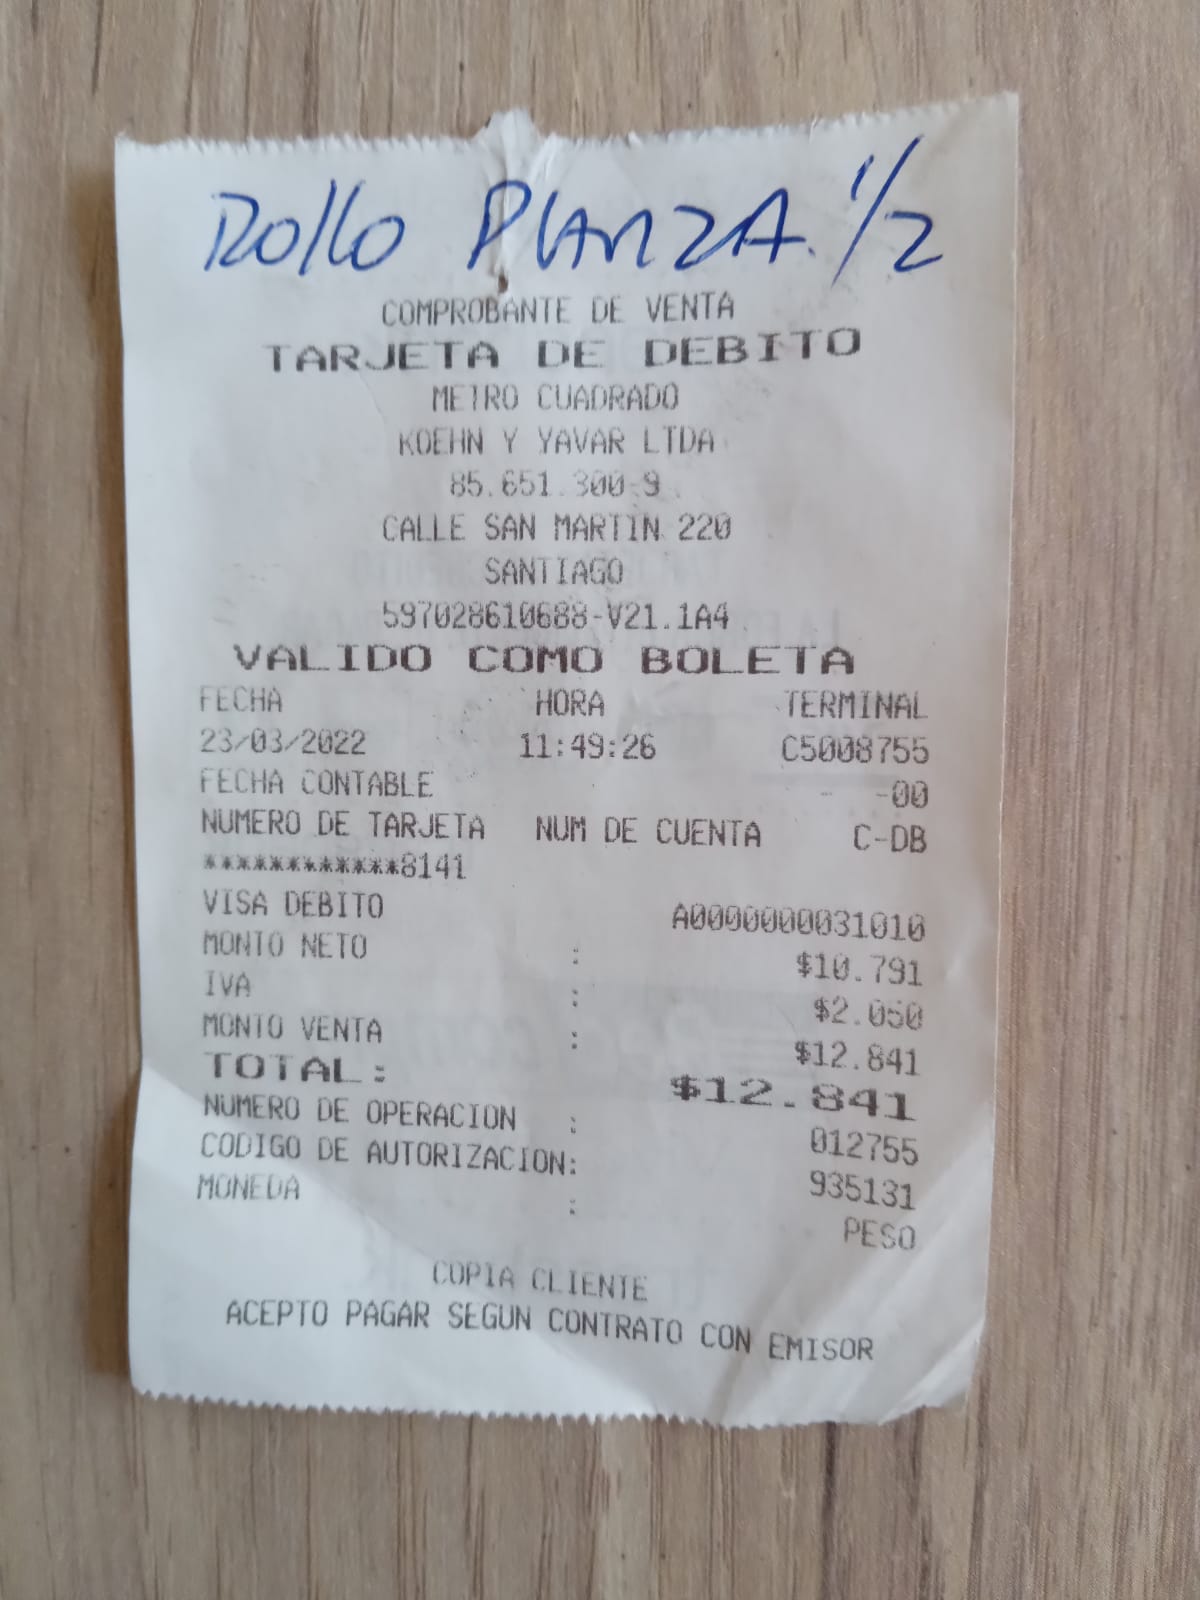 Rollo PLANZA 1/2
COMPROBANTE DE VENTA
TARJETA DE DEBITO
METRO CUADRADO
KOEHN Y YAVAR LTDA
85.651.300-9
CALLE SAN MARTIN 220
SANTIAGO
597028610688-V21.1A4
VALIDO COMO BOLETA
FECHA HORA TERMINAL
23/03/2022 11:49:26 C5008755
FECHA CONTABLE - -00
NUMERO DE TARJETA NUM DE CUENTA C-DB
************8141
VISA DEBITO A0000000031010
MONTO NETO : $10.791
IVA : $2.050
MONTO VENTA : $12.841
TOTAL: $12.841
NUMERO DE OPERACION : 012755
CODIGO DE AUTORIZACION: 935131
MONEDA : PESO
COPIA CLIENTE
ACEPTO PAGAR SEGUN CONTRATO CON EMISOR